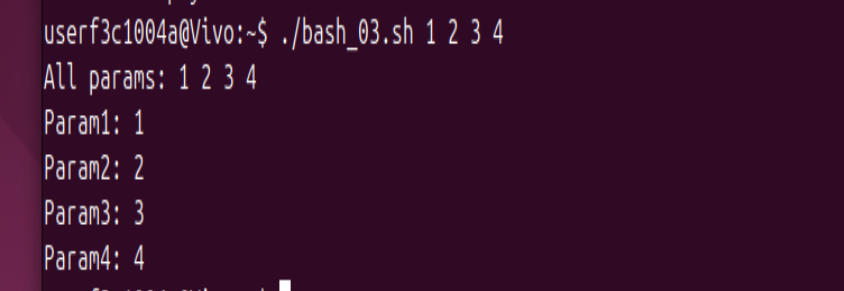 userf3c1004a@Vivo:~$ ./bash_03.sh 1 2 3 4
All params: 1 2 3 4
Param1: 1
Param2: 2
Param3: 3
Param4: 4